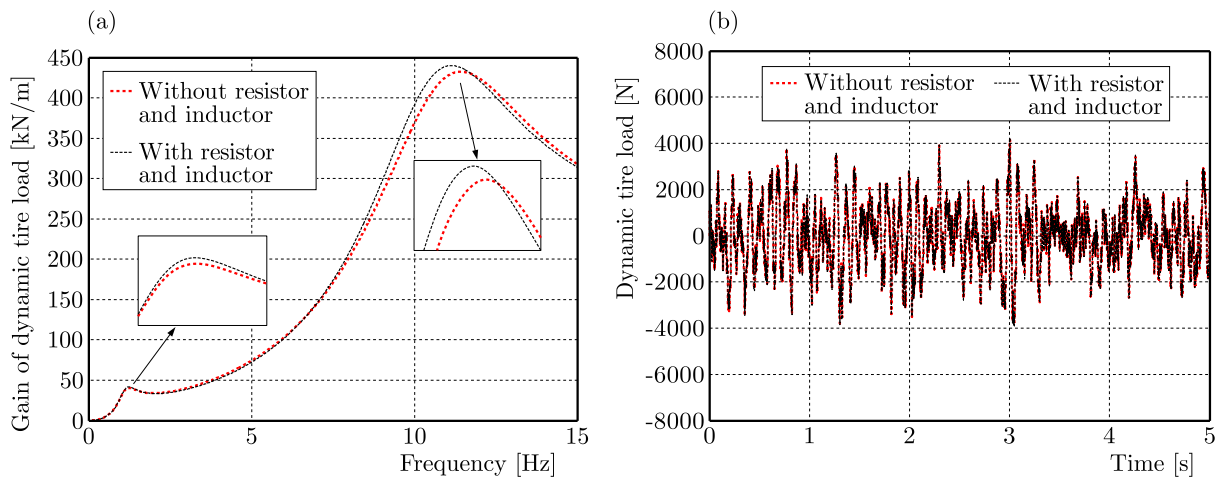 (a)
Gain of dynamic tire load [kN/m]
450
400
350
300
250
200
150
100
50
0
Without resistor
and inductor
With resistor
and inductor
0
5
10
15
Frequency [Hz]
(b)
Dynamic tire load [N]
8000
6000
4000
2000
0
-2000
-4000
-6000
-8000
Without resistor
and inductor
With resistor
and inductor
0
1
2
3
4
5
Time [s]